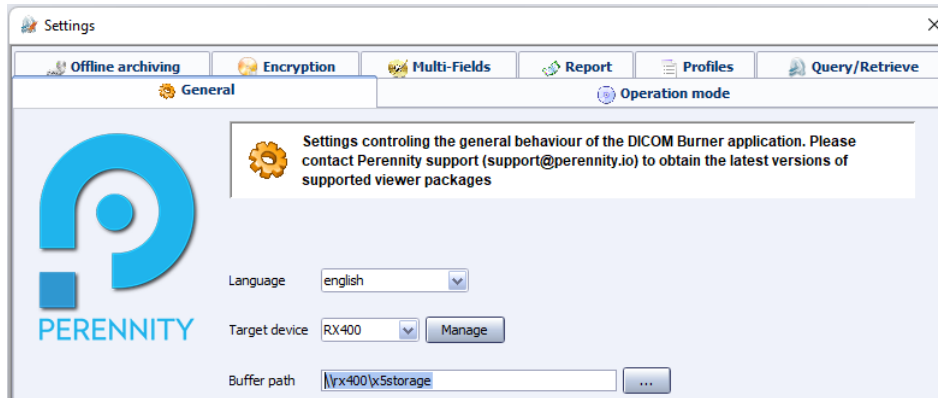 Settings
Offline archiving
Encryption
Multi-Fields
Report
Profiles
Query/Retrieve
General
Operation mode
Settings controling the general behaviour of the DICOM Burner application. Please
contact Perennity support (support@perennity.io) to obtain the latest versions of
supported viewer packages
PERENNITY
Language
english
Target device
RX400
Manage
Buffer path
\\rx400\x5storage
...